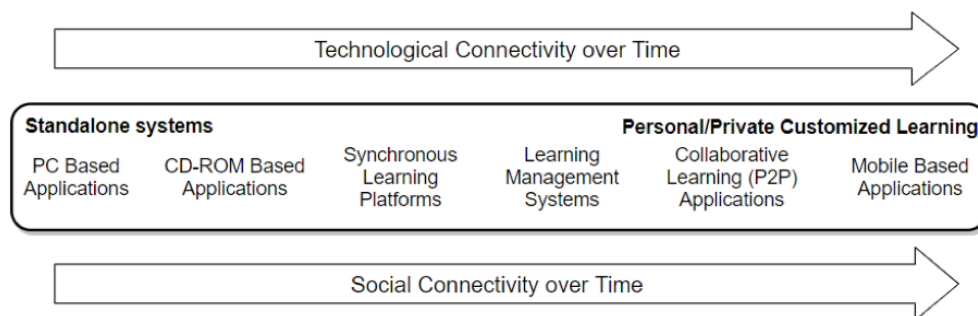 Technological Connectivity over Time
Standalone systems
Personal/Private Customized Learning
PC Based
Applications
CD-ROM Based
Applications
Synchronous
Learning
Platforms
Learning
Management
Systems
Collaborative
Learning (P2P)
Applications
Mobile Based
Applications
Social Connectivity over Time